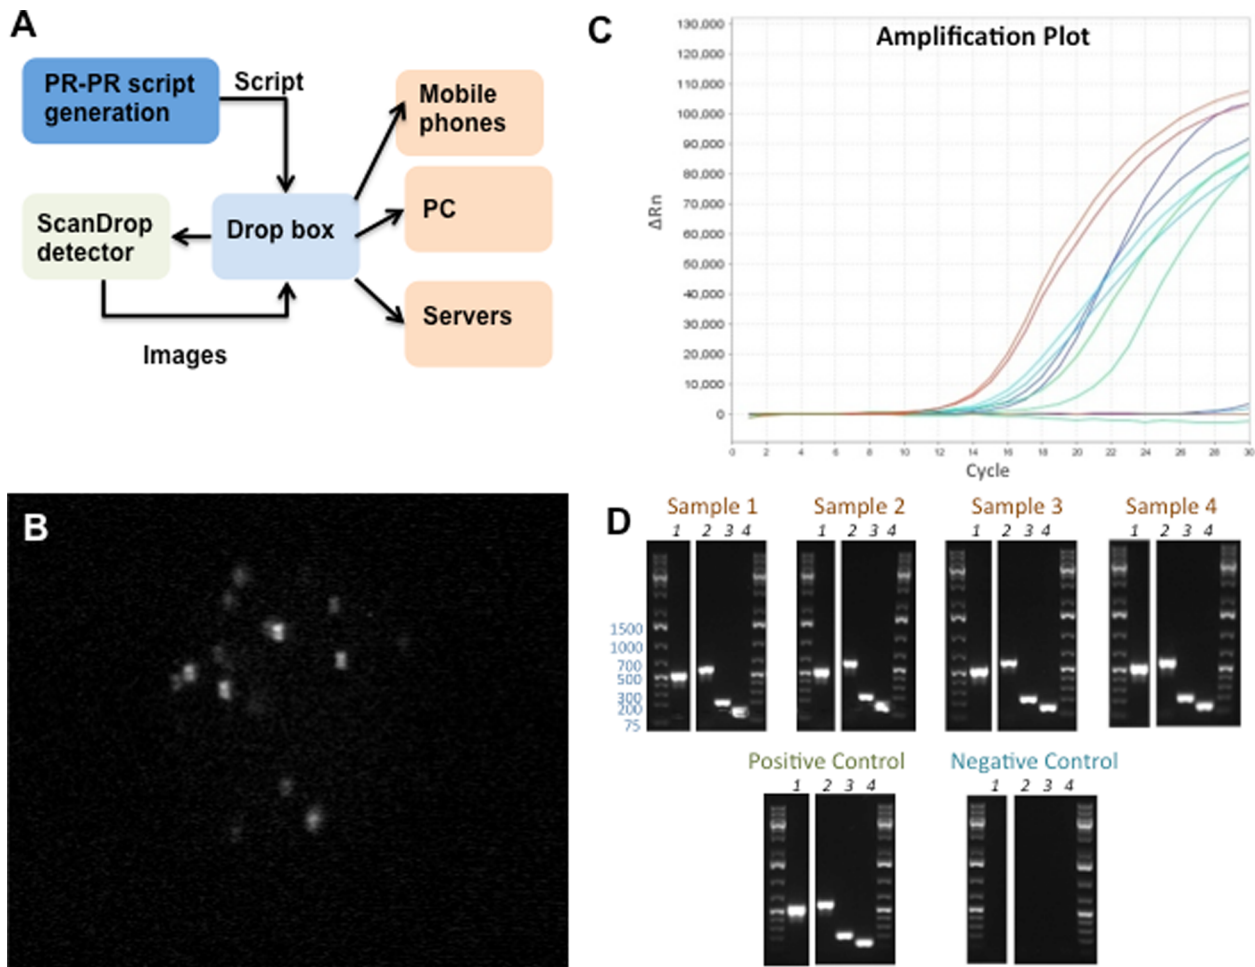 A
PR-PR script
generation
Script
Mobile
phones
ScanDrop
detector
Drop box
PC
Servers
Images
B
C
Amplification Plot
130,000
120,000
110,000
100,000
90,000
80,000
70,000
60,000
50,000
40,000
30,000
20,000
10,000
0
ΔRn
0 2 4 6 8 10 12 14 16 18 20 22 24 26 28 30
Cycle
D
Sample 1 Sample 2 Sample 3 Sample 4
1 2 3 4 1 2 3 4 1 2 3 4 1 2 3 4
1500
1000
700
500
300
200
75
Positive Control Negative Control
1 2 3 4 1 2 3 4